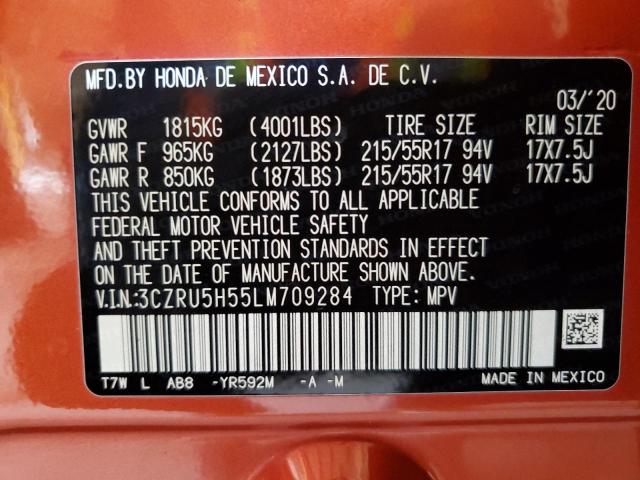 MFD.BY HONDA DE MEXICO S.A. DE C.V.
03/'20
GVWR 1815KG (4001LBS) TIRE SIZE RIM SIZE
GAWR F 965KG (2127LBS) 215/55R17 94V 17X7.5J
GAWR R 850KG (1873LBS) 215/55R17 94V 17X7.5J
THIS VEHICLE CONFORMS TO ALL APPLICABLE
FEDERAL MOTOR VEHICLE SAFETY
AND THEFT PREVENTION STANDARDS IN EFFECT
ON THE DATE OF MANUFACTURE SHOWN ABOVE.
V.I.N.:3CZRU5H55LM709284 TYPE: MPV
T7W L AB8 -YR592M -A -M
MADE IN MEXICO